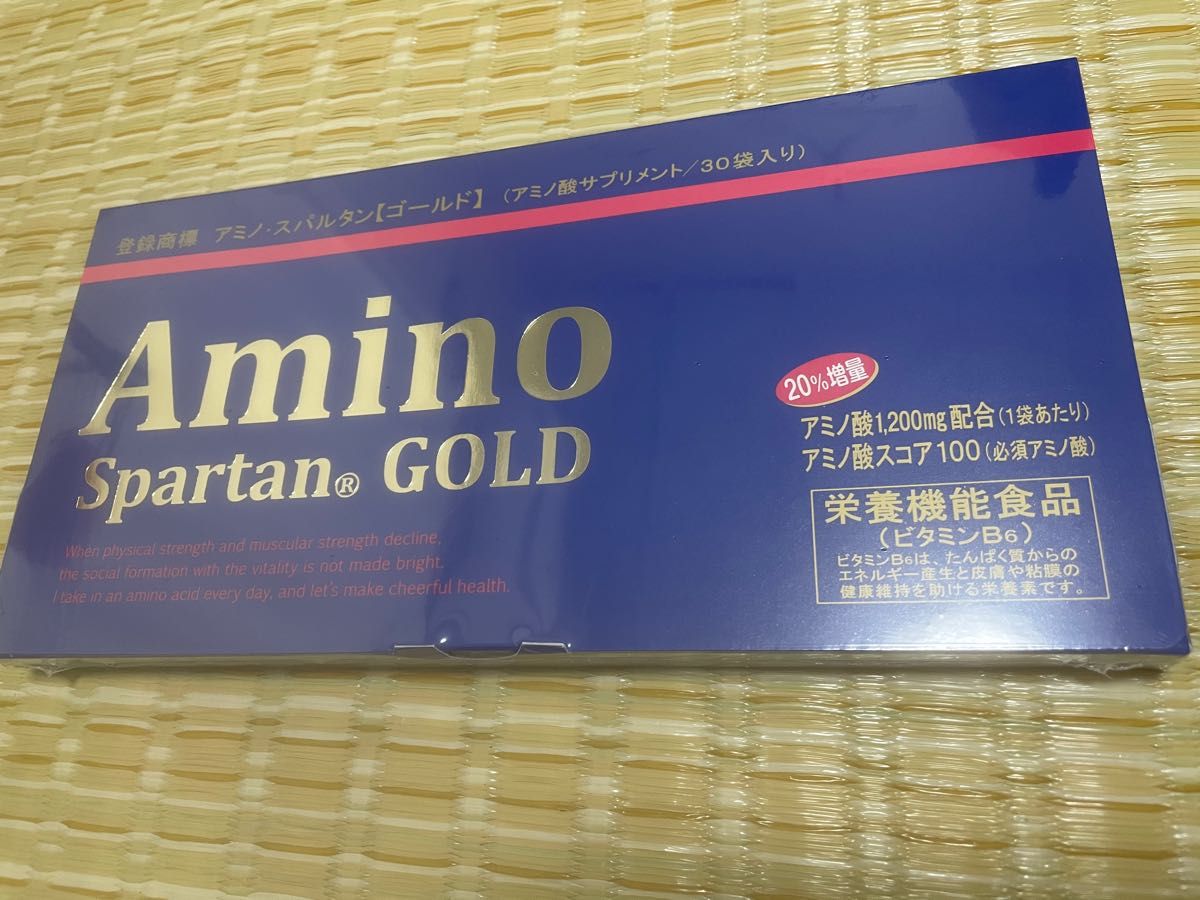 登録商標 アミノ・スパルタン【ゴールド】 (アミノ酸サプリメント/30袋入り)
Amino
Spartan® GOLD
When physical strength and muscular strength decline,
the social formation with the vitality is not made bright.
I take in an amino acid every day, and let's make cheerful health.
20%増量
アミノ酸1,200mg配合(1袋あたり)
アミノ酸スコア100(必須アミノ酸)
栄養機能食品
(ビタミンB6)
ビタミンB6は、たんぱく質からの
エネルギー産生と皮膚や粘膜の
健康維持を助ける栄養素です。